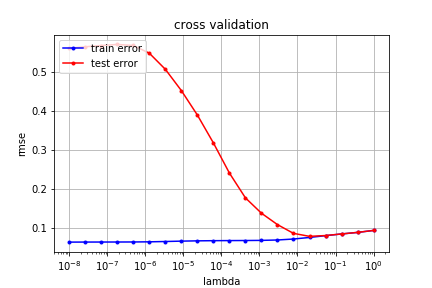 cross validation
train error
test error
rmse
0.5
0.4
0.3
0.2
0.1
10⁻⁸ 10⁻⁷ 10⁻⁶ 10⁻⁵ 10⁻⁴ 10⁻³ 10⁻² 10⁻¹ 10⁰
lambda